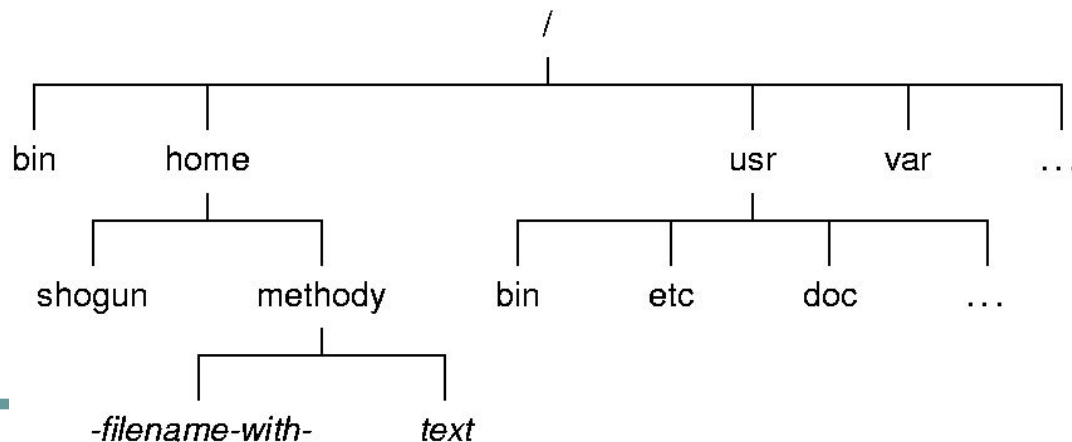 /
bin home usr var ...
shogun methody bin etc doc ...
-filename-with- text